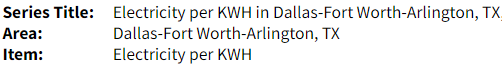 Series Title: Electricity per KWH in Dallas-Fort Worth-Arlington, TX
Area: Dallas-Fort Worth-Arlington, TX
Item: Electricity per KWH